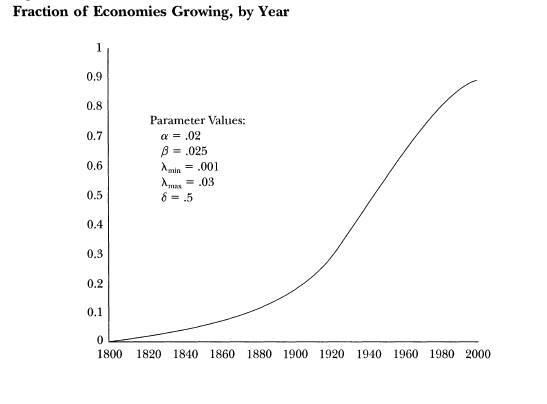 Fraction of Economies Growing, by Year
1
0.9
0.8
0.7
0.6
0.5
0.4
0.3
0.2
0.1
0
Parameter Values:
α = .02
β = .025
λmin = .001
λmax = .03
δ = .5
1800 1820 1840 1860 1880 1900 1920 1940 1960 1980 2000